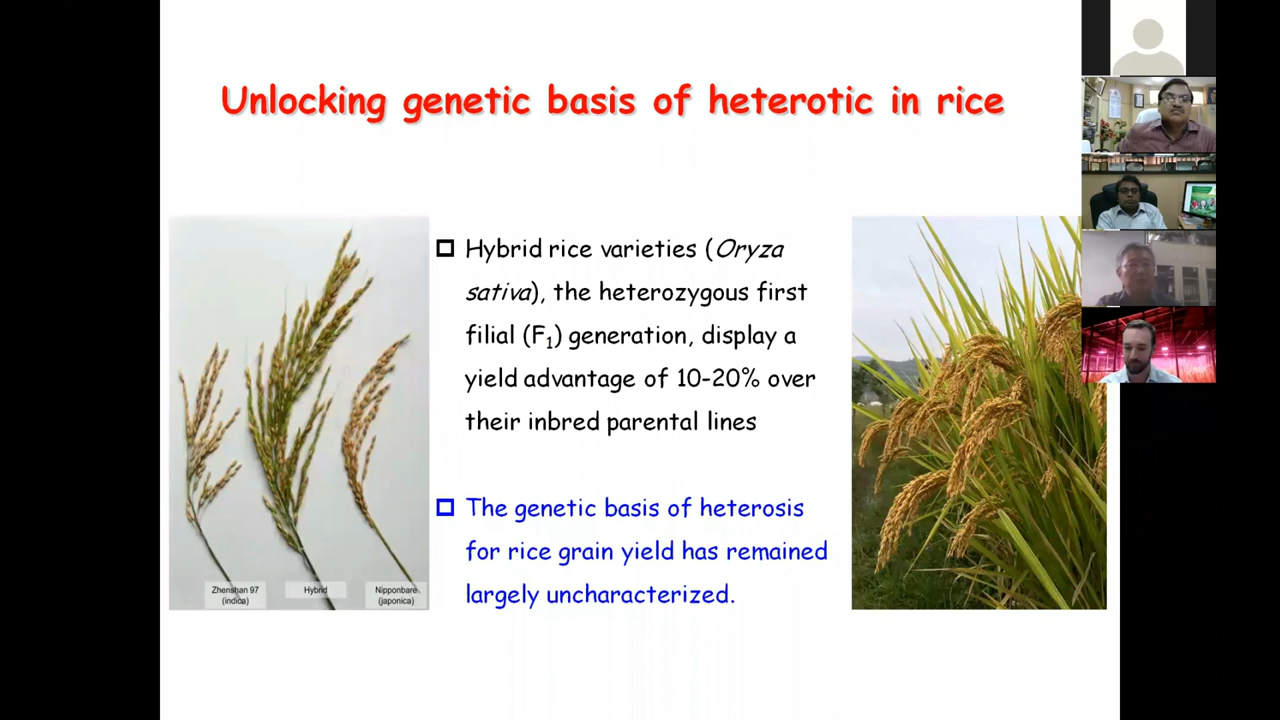 Unlocking genetic basis of heterotic in rice
Hybrid rice varieties (Oryza
sativa), the heterozygous first
filial (F₁) generation, display a
yield advantage of 10-20% over
their inbred parental lines
The genetic basis of heterosis
for rice grain yield has remained
largely uncharacterized.
Zhenshan 97
(indica)
Hybrid
Nipponbare
(japonica)